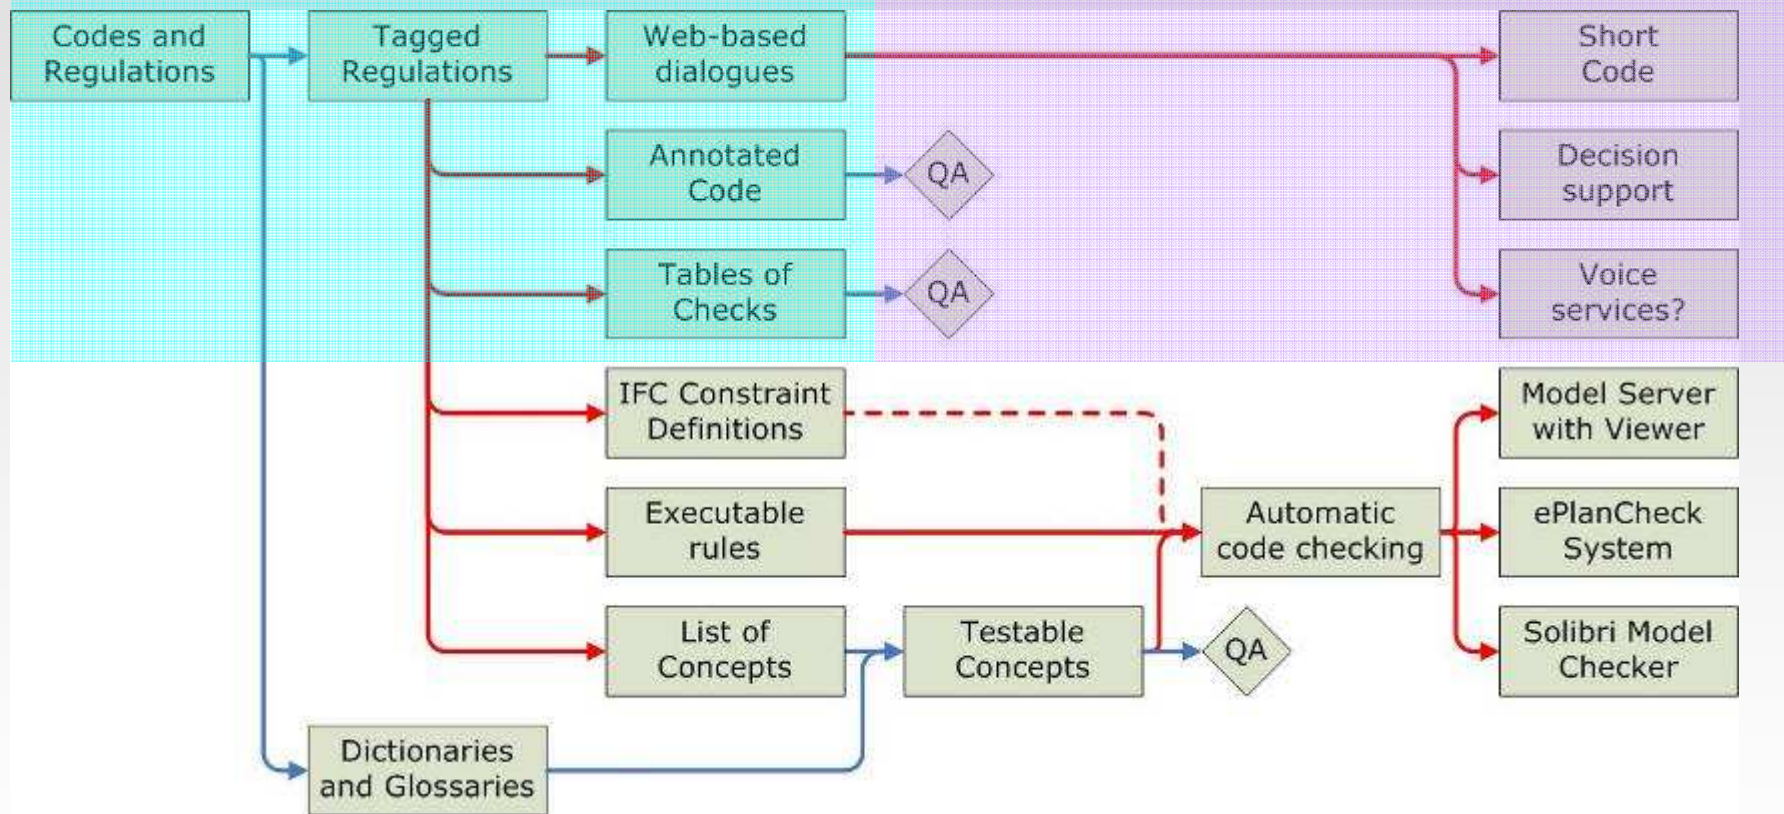 Codes and
Regulations
Tagged
Regulations
Web-based
dialogues
Short
Code
Annotated
Code
QA
Decision
support
Tables of
Checks
QA
Voice
services?
IFC Constraint
Definitions
Model Server
with Viewer
Executable
rules
Automatic
code checking
ePlanCheck
System
List of
Concepts
Testable
Concepts
QA
Solibri Model
Checker
Dictionaries
and Glossaries